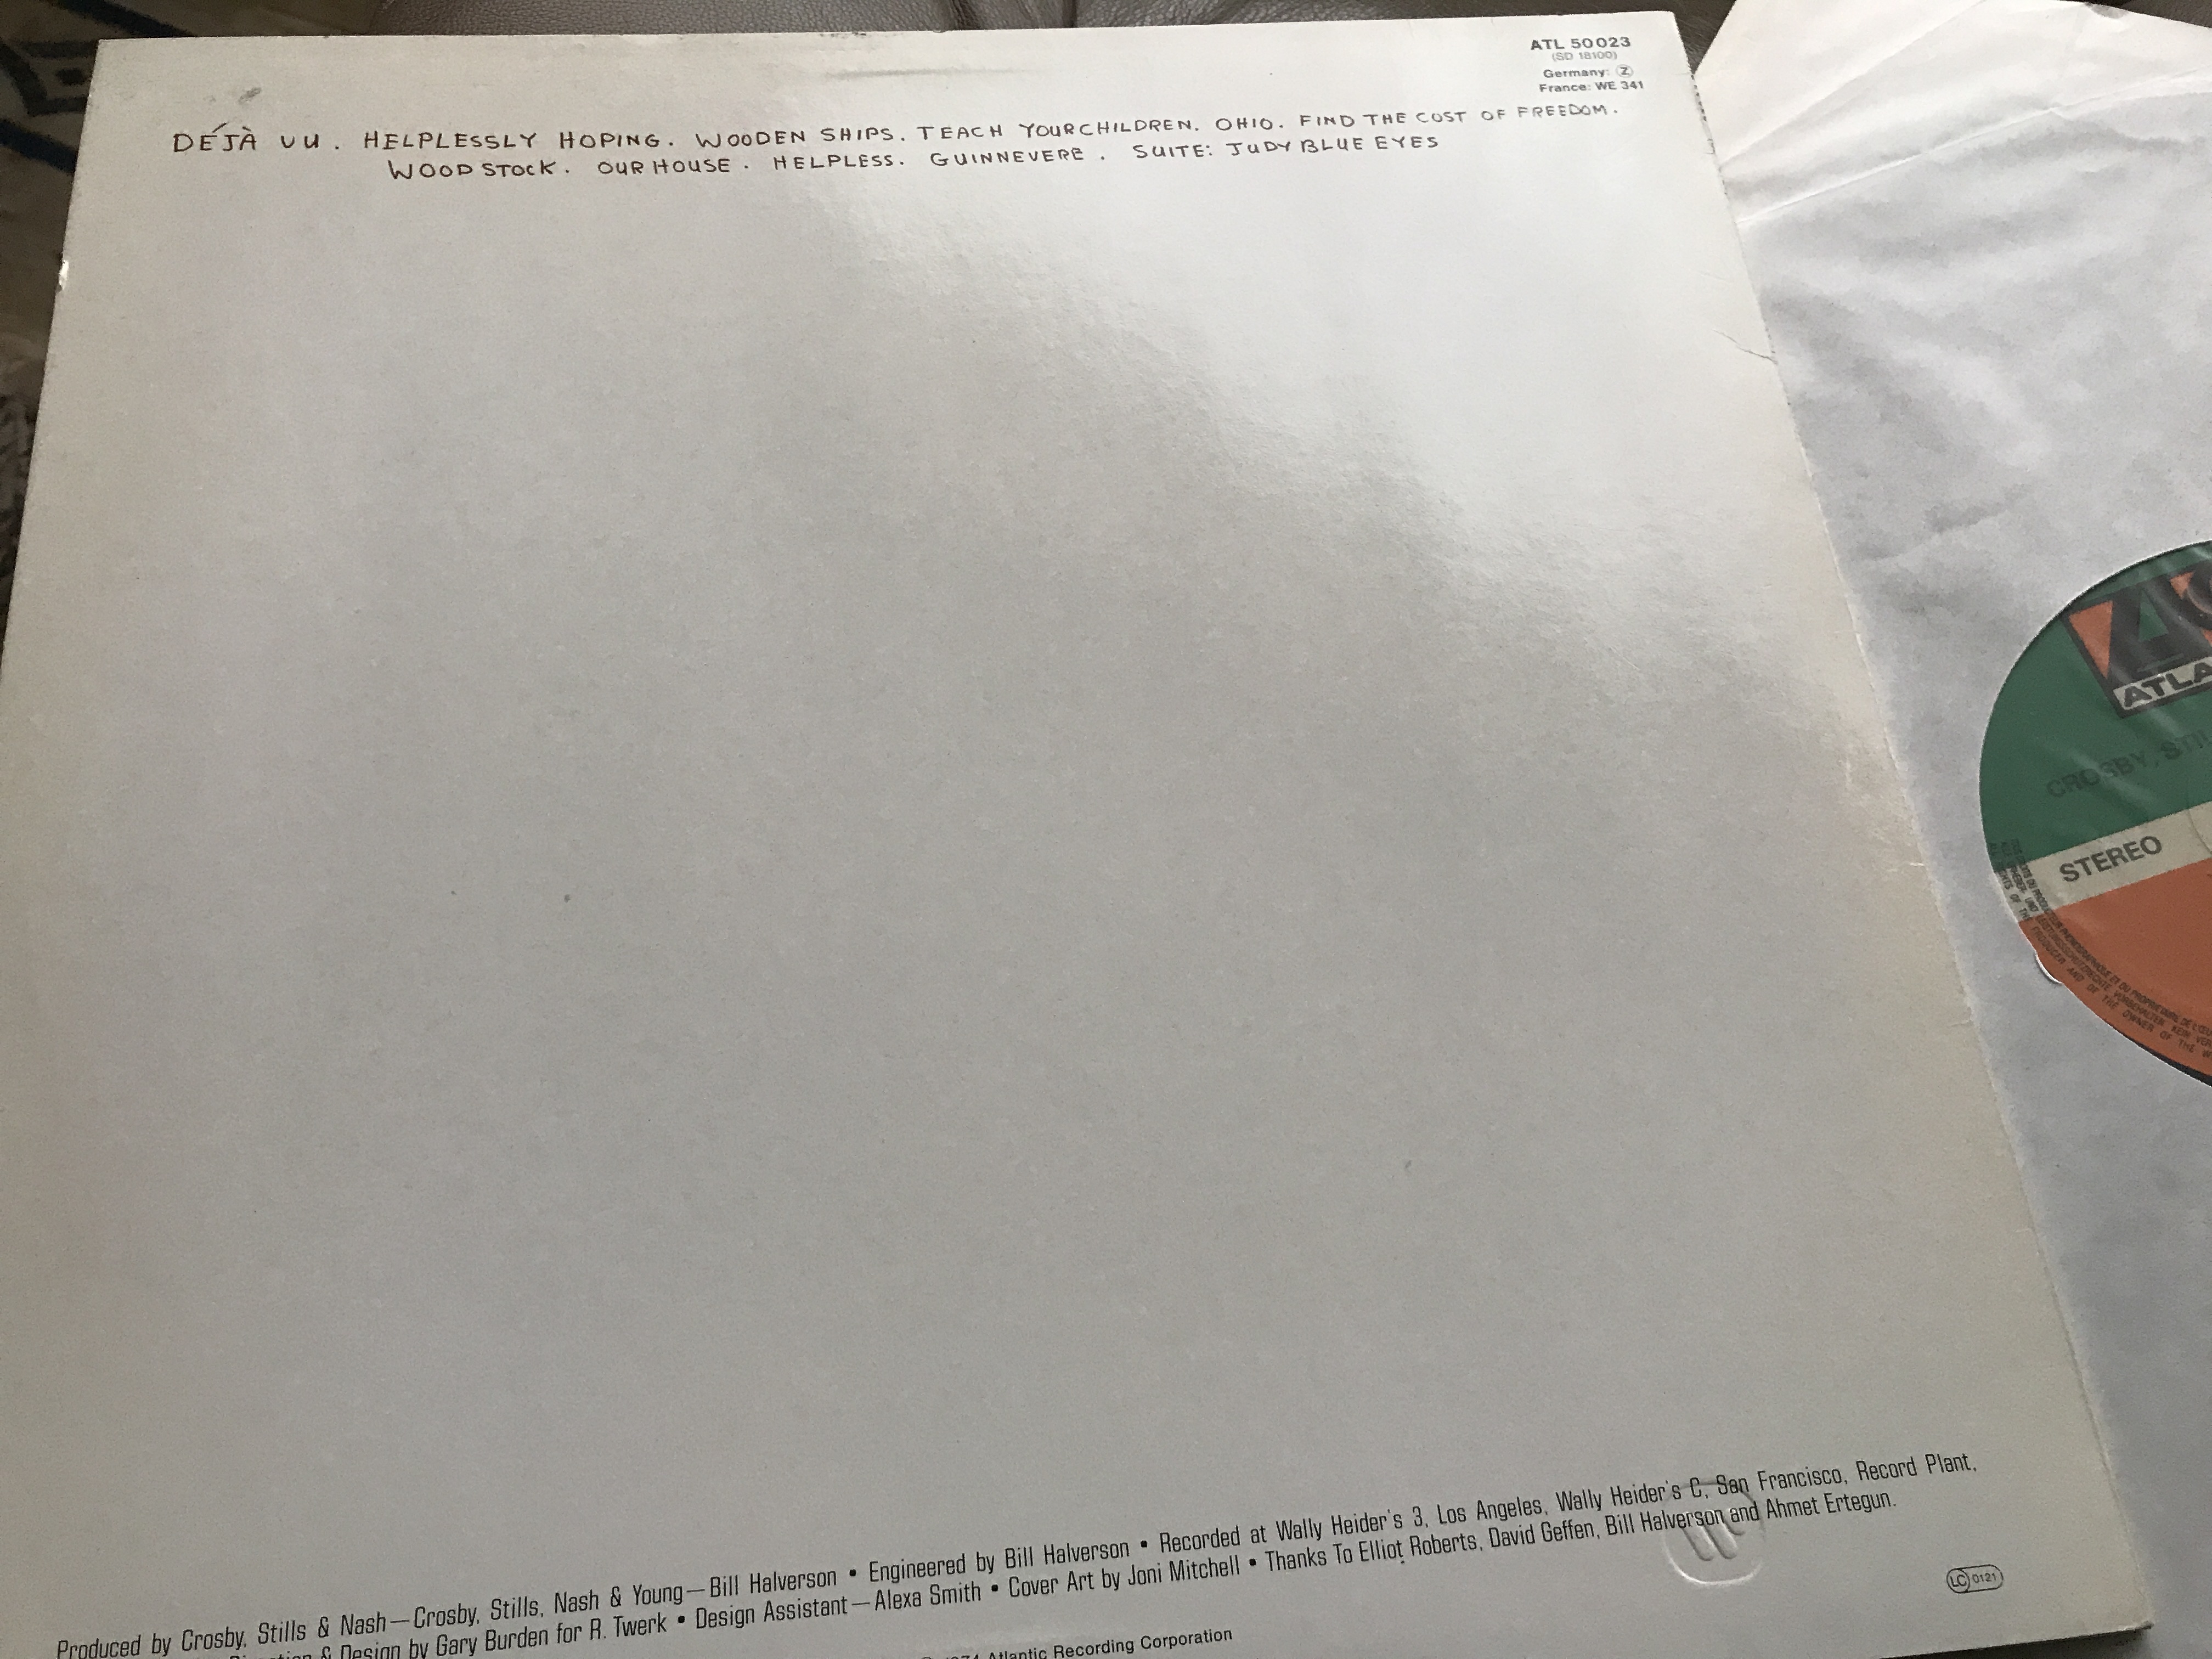 ATL 50023
(SD 18100)
Germany: Z
France: WE 341
DÉJÀ VU. HELPLESSLY HOPING. WOODEN SHIPS. TEACH YOUR CHILDREN. OHIO. FIND THE COST OF FREEDOM.
WOODSTOCK. OUR HOUSE. HELPLESS. GUINNEVERE. SUITE: JUDY BLUE EYES
ATLA
CROSBY, STIL
STEREO
Produced by Crosby, Stills & Nash—Crosby, Stills, Nash & Young—Bill Halverson • Engineered by Bill Halverson • Recorded at Wally Heider's 3, Los Angeles, Wally Heider's C, San Francisco, Record Plant,
& Design by Gary Burden for R. Twerk • Design Assistant—Alexa Smith • Cover Art by Joni Mitchell • Thanks To Elliot Roberts, David Geffen, Bill Halverson and Ahmet Ertegun.
Atlantic Recording Corporation
LC 0121